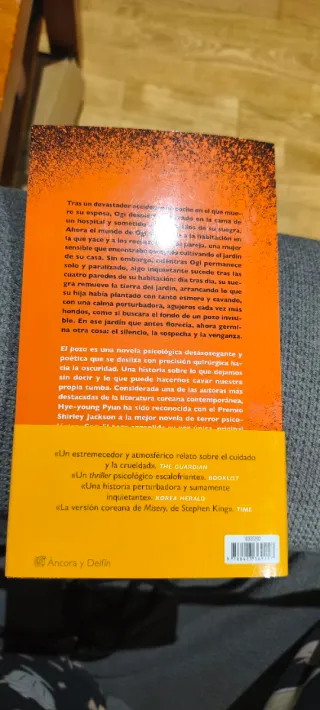 Tras un devastador accidente de coche en el que mue-
re su esposa, Ogi despierta postrado en la cama de
un hospital y sometido a los cuidados de su suegra.
Ahora el mundo de Ogi se reduce a la habitación en
la que yace y a los recuerdos de su pareja, una mujer
sensible que encontraba consuelo cultivando el jardín
de su casa. Sin embargo, mientras Ogi permanece
solo y paralizado, algo inquietante sucede tras las
cuatro paredes de su habitación: día tras día, su sue-
gra remueve la tierra del jardín, arrancando lo que
su hija había plantado con tanto esmero y cavando,
con una calma perturbadora, agujeros cada vez más
hondos, como si buscara el fondo de un pozo invisi-
ble. En ese jardín que antes florecía, ahora germi-
na otra cosa: el silencio, la sospecha y la venganza.
El pozo es una novela psicológica desasosegante y
poética que se desliza con precisión quirúrgica ha-
cia la oscuridad. Una historia sobre lo que dejamos
sin decir y lo que puede hacernos cavar nuestra
propia tumba. Considerada una de las autoras más
destacadas de la literatura coreana contemporánea,
Hye-young Pyun ha sido reconocida con el Premio
Shirley Jackson a la mejor novela de terror psico-
«Un estremecedor y atmosférico relato sobre el cuidado
y la crueldad». THE GUARDIAN
«Un thriller psicológico escalofriante». BOOKLIST
«Una historia perturbadora y sumamente
inquietante». KOREA HERALD
«La versión coreana de Misery, de Stephen King». TIME
Áncora y Delfín